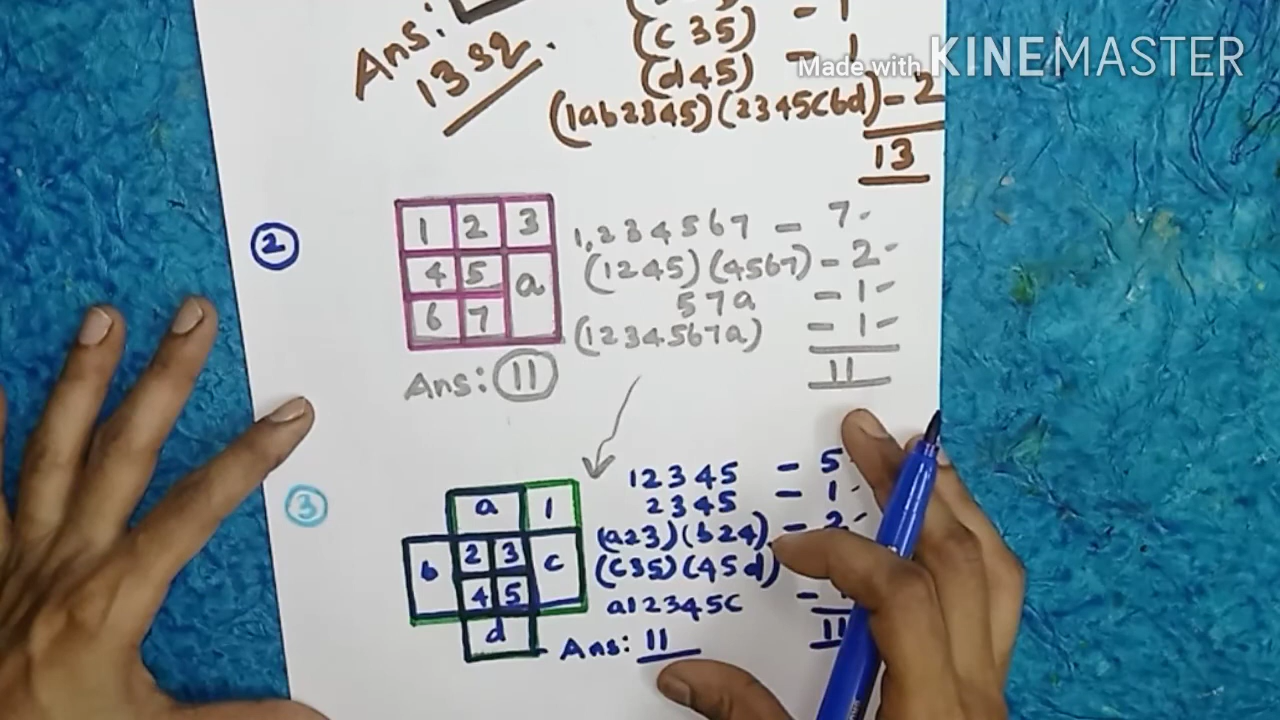 Ans:
1332.
(c 35) - 1
(d45) - 1
Made with KINEMASTER
(1ab2345)(2345cbd) - 2
13
2
1 2 3
4 5 a
6 7
Ans: 11
1,234567 - 7
(1245)(4567) - 2
57a - 1
(1234567a) - 1
11
3
a 1
b 2 3 c
4 5
d
12345 - 5
2345 - 1
(a23)(b24) - 2
(c35)(45d)
a12345c -
11
Ans: 11